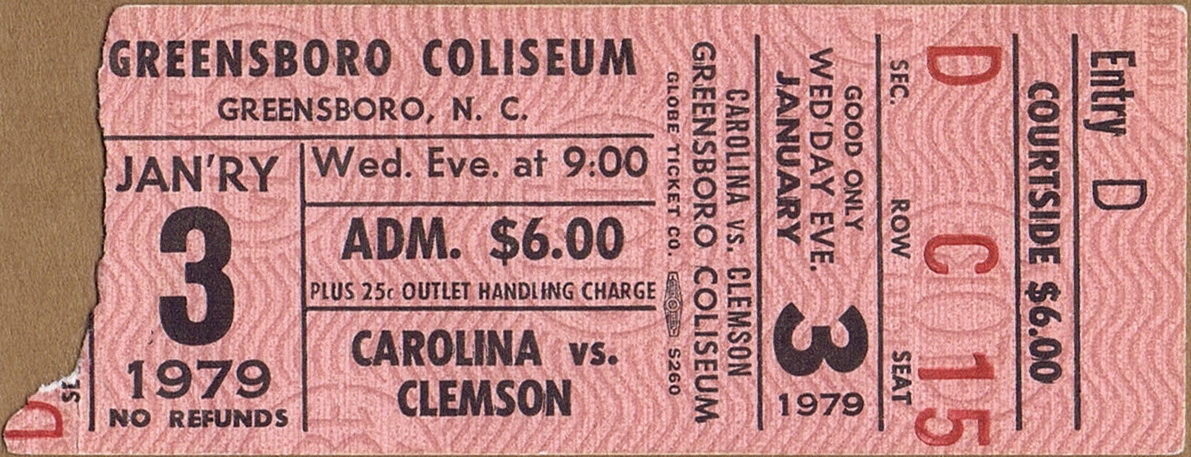 GREENSBORO COLISEUM
GREENSBORO, N. C.
JAN'RY
3
1979
NO REFUNDS
Wed. Eve. at 9:00
ADM. $6.00
PLUS 25c OUTLET HANDLING CHARGE
CAROLINA vs.
CLEMSON
SE
D
CAROLINA VS. CLEMSON
GREENSBORO COLISEUM
GLOBE TICKET CO. S260
GOOD ONLY
WED'DAY EVE.
JANUARY
3
1979
SEC. ROW SEAT
D C 15
COURTSIDE $6.00
Entry D